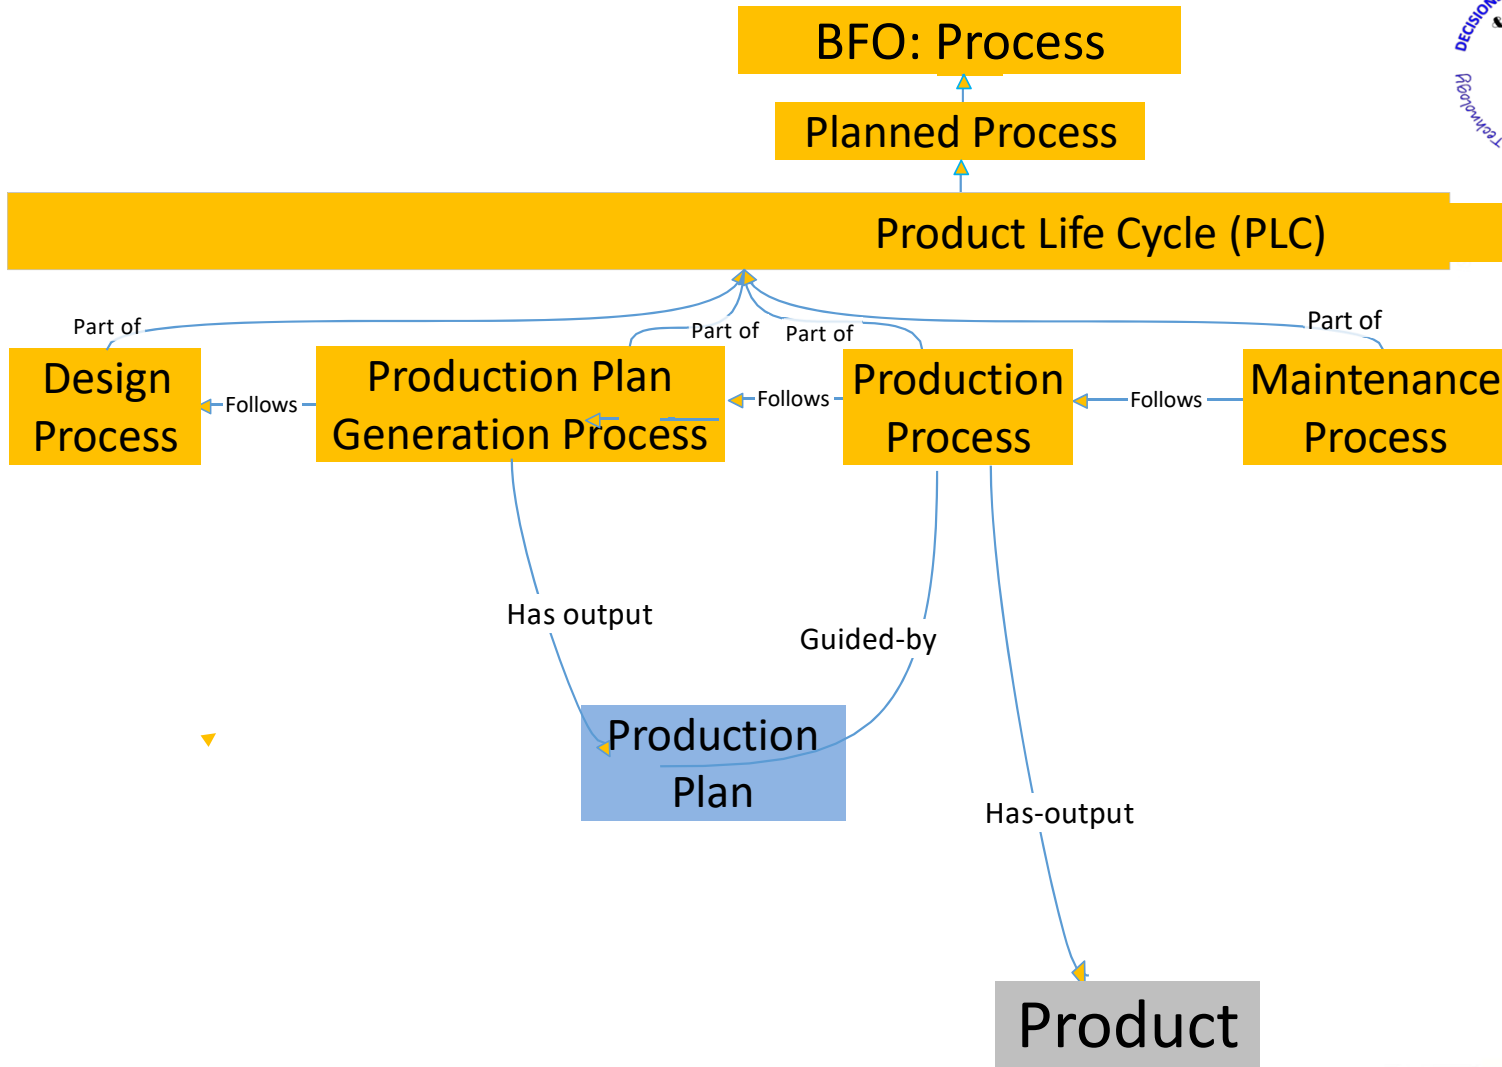 BFO: Process
DECISIONS
&
Technology
Planned Process
Product Life Cycle (PLC)
Part of
Part of
Part of
Part of
Design
Process
Follows
Production Plan
Generation Process
Follows
Production
Process
Follows
Maintenance
Process
Has output
Guided-by
Production
Plan
Has-output
Product